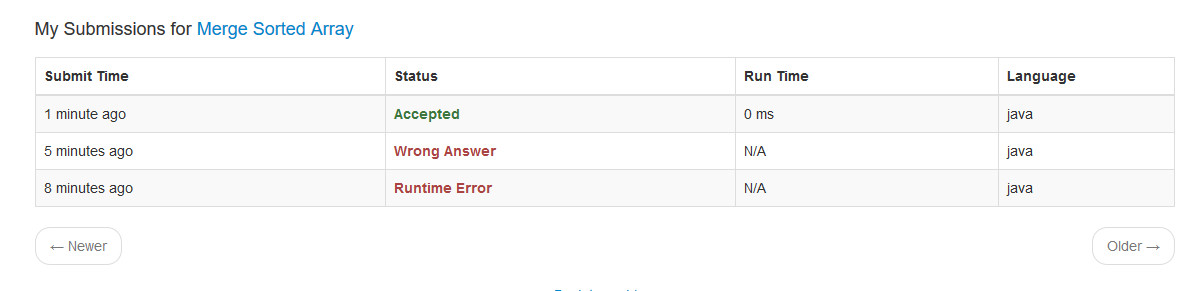 My Submissions for Merge Sorted Array
Submit Time Status Run Time Language
1 minute ago Accepted 0 ms java
5 minutes ago Wrong Answer N/A java
8 minutes ago Runtime Error N/A java
← Newer Older →